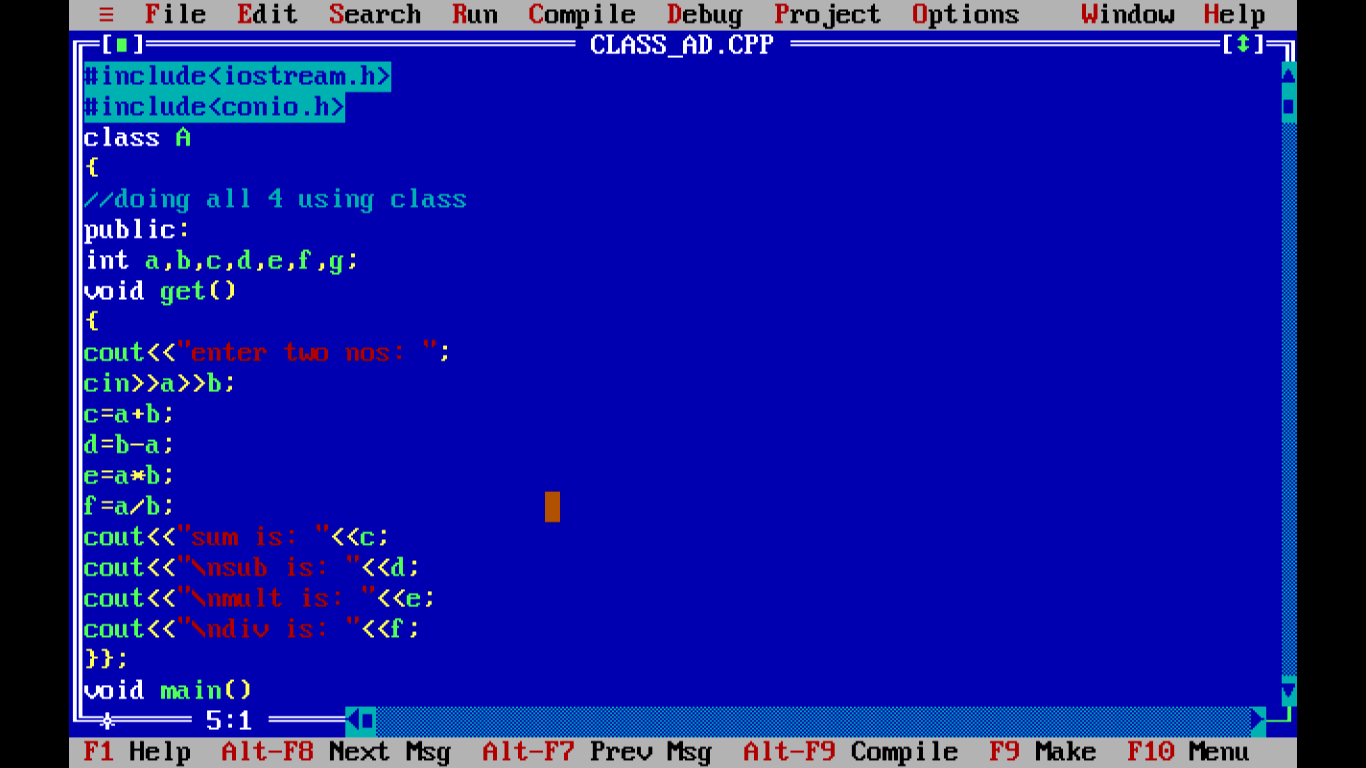 ≡ File Edit Search Run Compile Debug Project Options Window Help
[■] CLASS_AD.CPP [↕]
#include<iostream.h>
#include<conio.h>
class A
{
//doing all 4 using class
public:
int a,b,c,d,e,f,g;
void get()
{
cout<<"enter two nos: ";
cin>>a>>b;
c=a+b;
d=b-a;
e=a*b;
f=a/b;
cout<<"sum is: "<<c;
cout<<"\nsub is: "<<d;
cout<<"\nmult is: "<<e;
cout<<"\ndiv is: "<<f;
}};
void main()
5:1
F1 Help Alt-F8 Next Msg Alt-F7 Prev Msg Alt-F9 Compile F9 Make F10 Menu